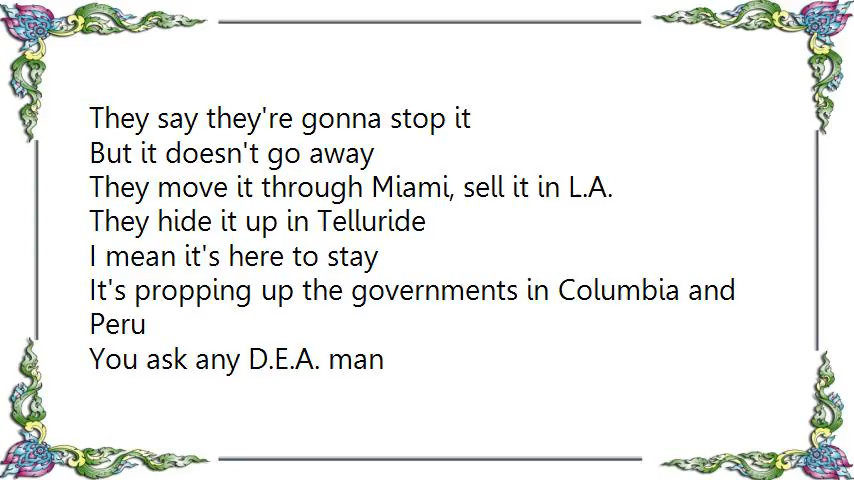 They say they're gonna stop it
But it doesn't go away
They move it through Miami, sell it in L.A.
They hide it up in Telluride
I mean it's here to stay
It's propping up the governments in Columbia and
Peru
You ask any D.E.A. man